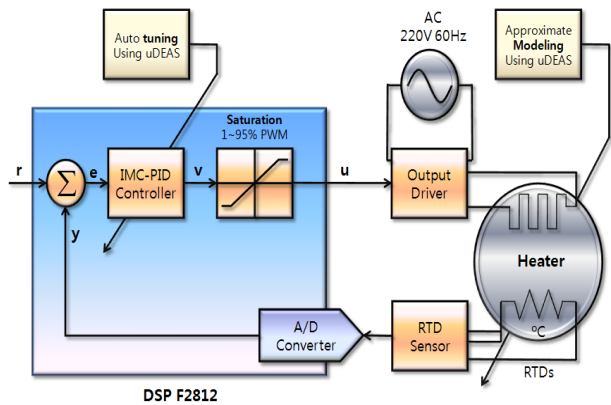 Auto tuning
Using uDEAS
AC
220V 60Hz
Approximate
Modeling
Using uDEAS
Saturation
1~95% PWM
r
Σ
e
IMC-PID
Controller
v
u
Output
Driver
y
Heater
A/D
Converter
RTD
Sensor
ºC
RTDs
DSP F2812